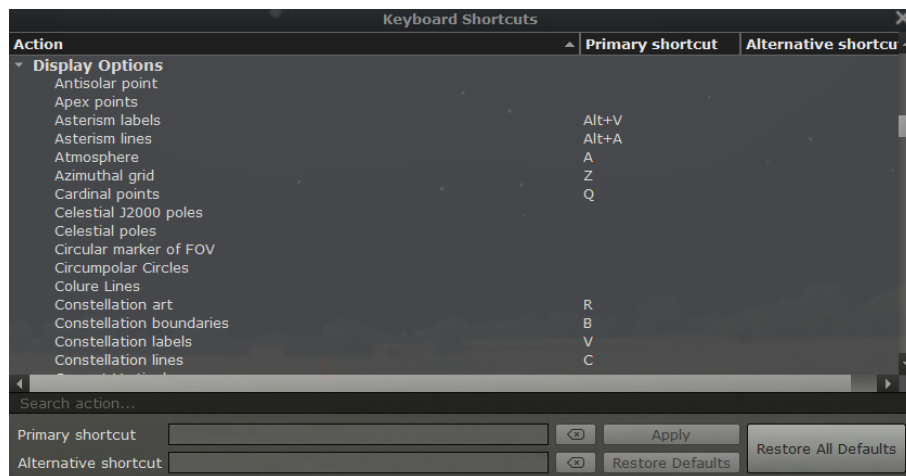 Keyboard Shortcuts
Action Primary shortcut Alternative shortcu
Display Options
Antisolar point
Apex points
Asterism labels Alt+V
Asterism lines Alt+A
Atmosphere A
Azimuthal grid Z
Cardinal points Q
Celestial J2000 poles
Celestial poles
Circular marker of FOV
Circumpolar Circles
Colure Lines
Constellation art R
Constellation boundaries B
Constellation labels V
Constellation lines C
Search action...
Primary shortcut Apply
Restore All Defaults
Alternative shortcut Restore Defaults